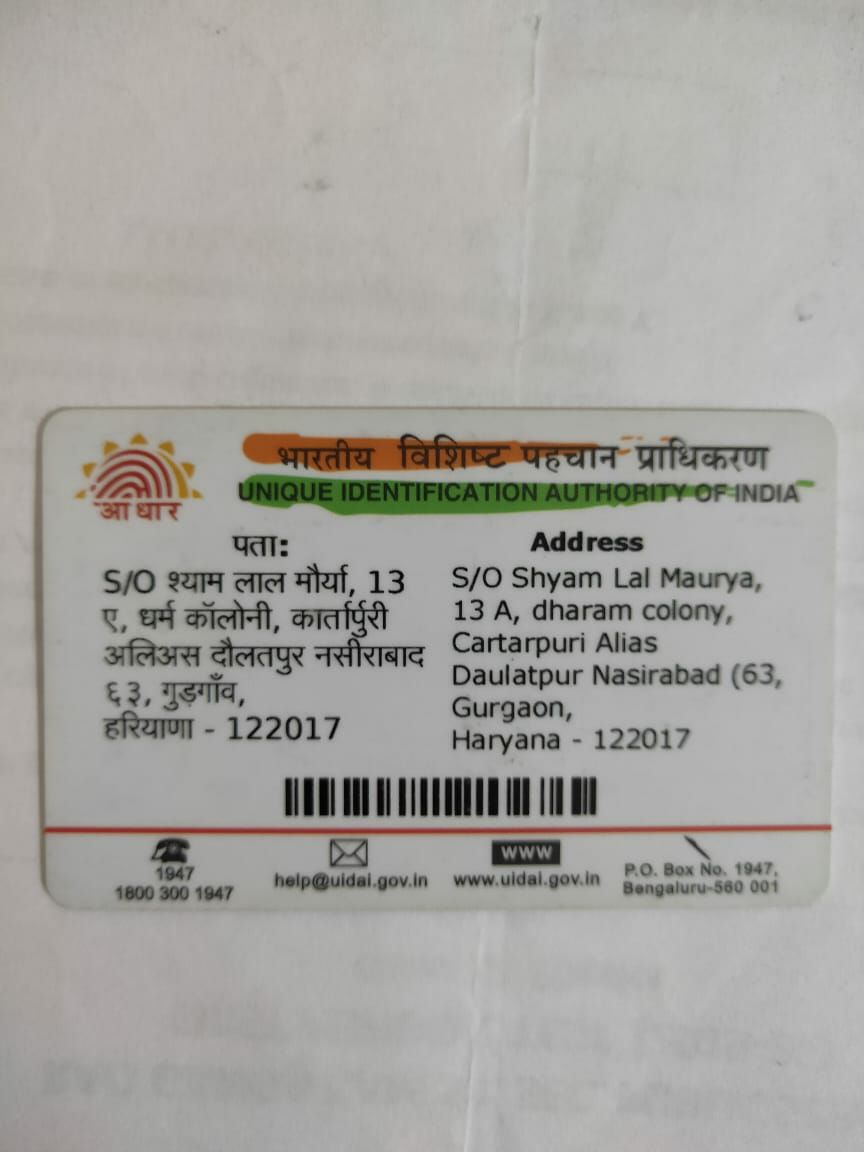 भारतीय विशिष्ट पहचान प्राधिकरण
UNIQUE IDENTIFICATION AUTHORITY OF INDIA
आधार
पता:
S/O श्याम लाल मौर्या, 13
ए, धर्म कॉलोनी, कार्तार्पुरी
अलिअस दौलतपुर नसीराबाद
६३, गुड़गाँव,
हरियाणा - 122017
Address
S/O Shyam Lal Maurya,
13 A, dharam colony,
Cartarpuri Alias
Daulatpur Nasirabad (63,
Gurgaon,
Haryana - 122017
1947
1800 300 1947
help@uidai.gov.in
www
www.uidai.gov.in
P.O. Box No. 1947,
Bengaluru-560 001